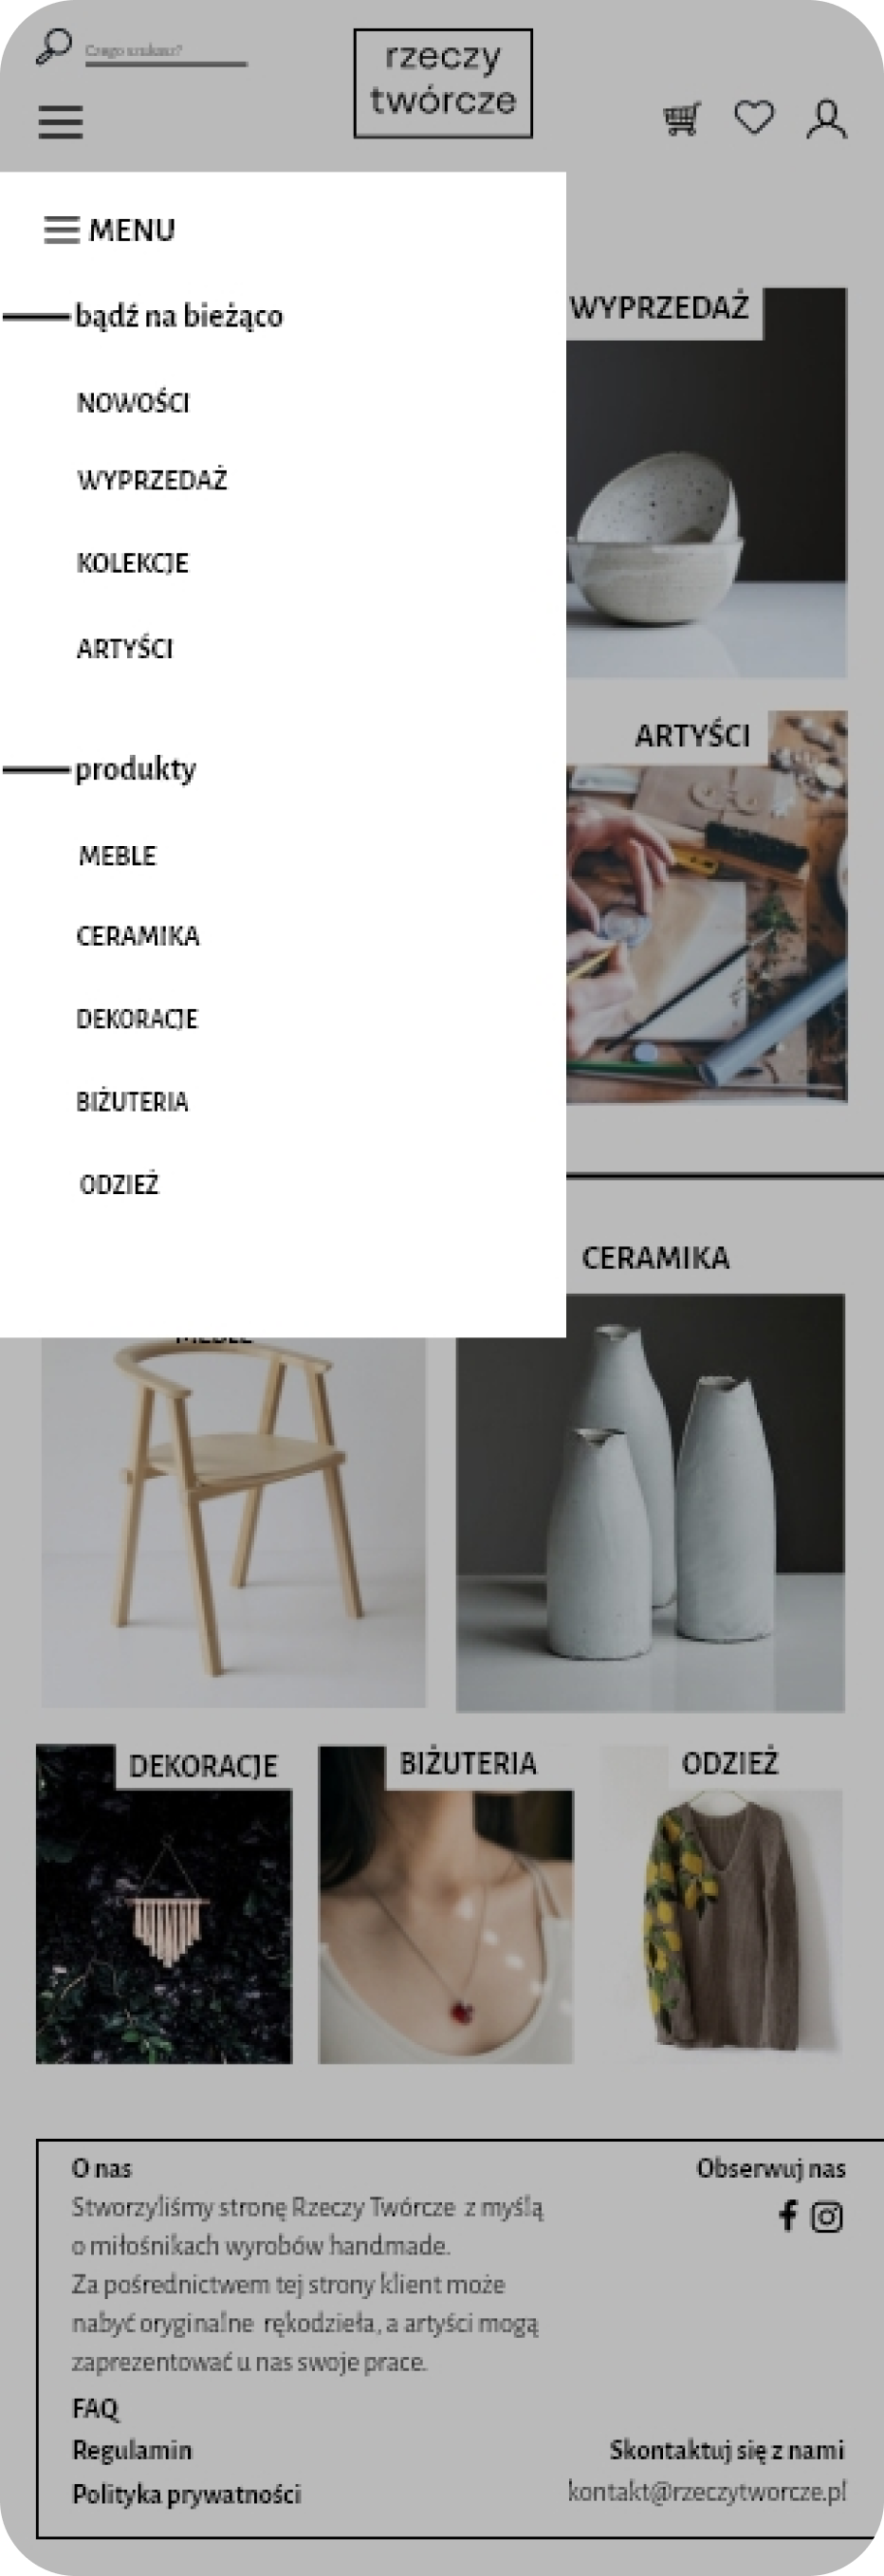 Czego szukasz?
rzeczy
twórcze
MENU
bądź na bieżąco
NOWOŚCI
WYPRZEDAŻ
KOLEKCJE
ARTYŚCI
produkty
MEBLE
CERAMIKA
DEKORACJE
BIŻUTERIA
ODZIEŻ
WYPRZEDAŻ
ARTYŚCI
CERAMIKA
MEBLE
DEKORACJE
BIŻUTERIA
ODZIEŻ
O nas
Stworzyliśmy stronę Rzeczy Twórcze z myślą
o miłośnikach wyrobów handmade.
Za pośrednictwem tej strony klient może
nabyć oryginalne rękodzieła, a artyści mogą
zaprezentować u nas swoje prace.
FAQ
Regulamin
Polityka prywatności
Obserwuj nas
Skontaktuj się z nami
kontakt@rzeczytworcze.pl